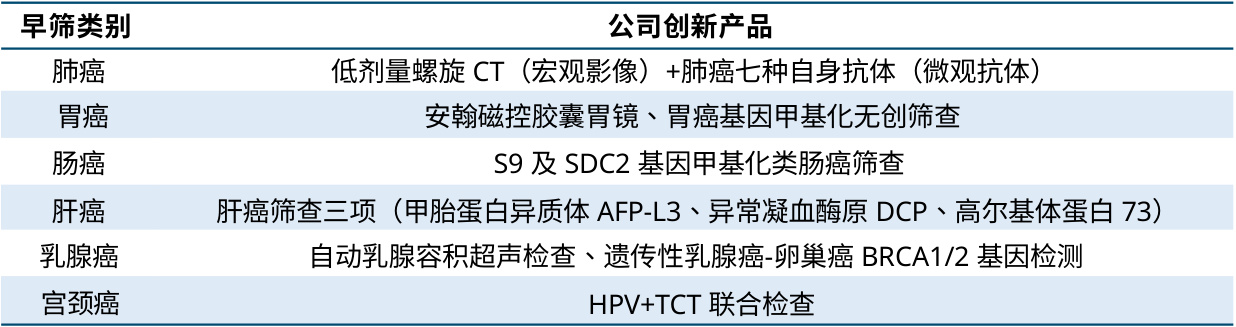 早筛类别 公司创新产品
肺癌 低剂量螺旋 CT（宏观影像）+肺癌七种自身抗体（微观抗体）
胃癌 安翰磁控胶囊胃镜、胃癌基因甲基化无创筛查
肠癌 S9 及 SDC2 基因甲基化类肠癌筛查
肝癌 肝癌筛查三项（甲胎蛋白异质体 AFP-L3、异常凝血酶原 DCP、高尔基体蛋白 73）
乳腺癌 自动乳腺容积超声检查、遗传性乳腺癌-卵巢癌 BRCA1/2 基因检测
宫颈癌 HPV+TCT 联合检查